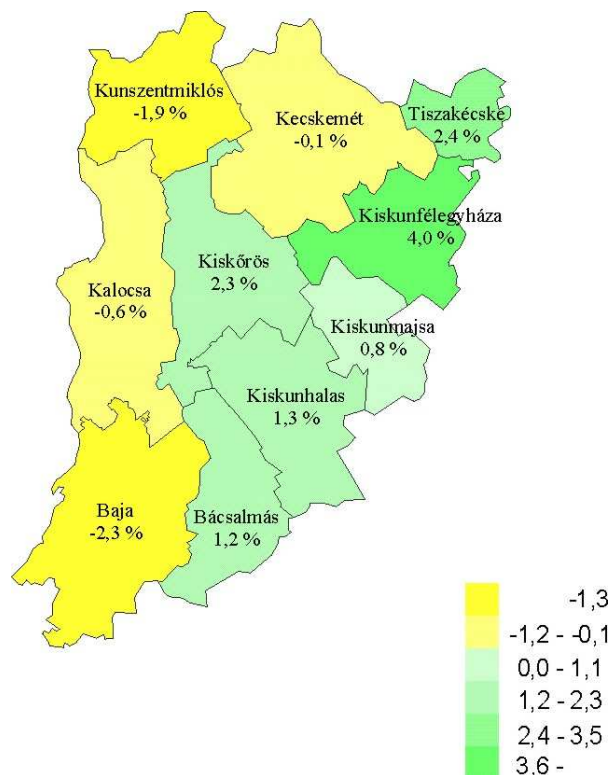 Kunszentmiklós
-1,9 %
Kecskemét
-0,1 %
Tiszakécske
2,4 %
Kiskunfélegyháza
4,0 %
Kiskőrös
2,3 %
Kalocsa
-0,6 %
Kiskunmajsa
0,8 %
Kiskunhalas
1,3 %
Baja
-2,3 %
Bácsalmás
1,2 %
-1,3
-1,2 - -0,1
0,0 - 1,1
1,2 - 2,3
2,4 - 3,5
3,6 -